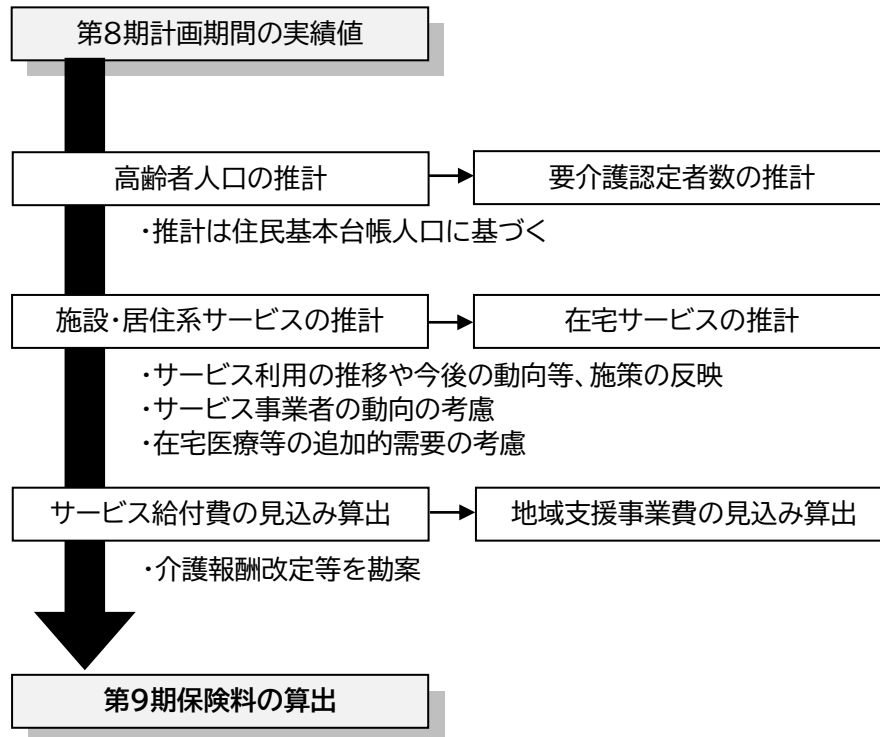 第8期計画期間の実績値
高齢者人口の推計
要介護認定者数の推計
・推計は住民基本台帳人口に基づく
施設・居住系サービスの推計
在宅サービスの推計
・サービス利用の推移や今後の動向等、施策の反映
・サービス事業者の動向の考慮
・在宅医療等の追加的需要の考慮
サービス給付費の見込み算出
地域支援事業費の見込み算出
・介護報酬改定等を勘案
第9期保険料の算出